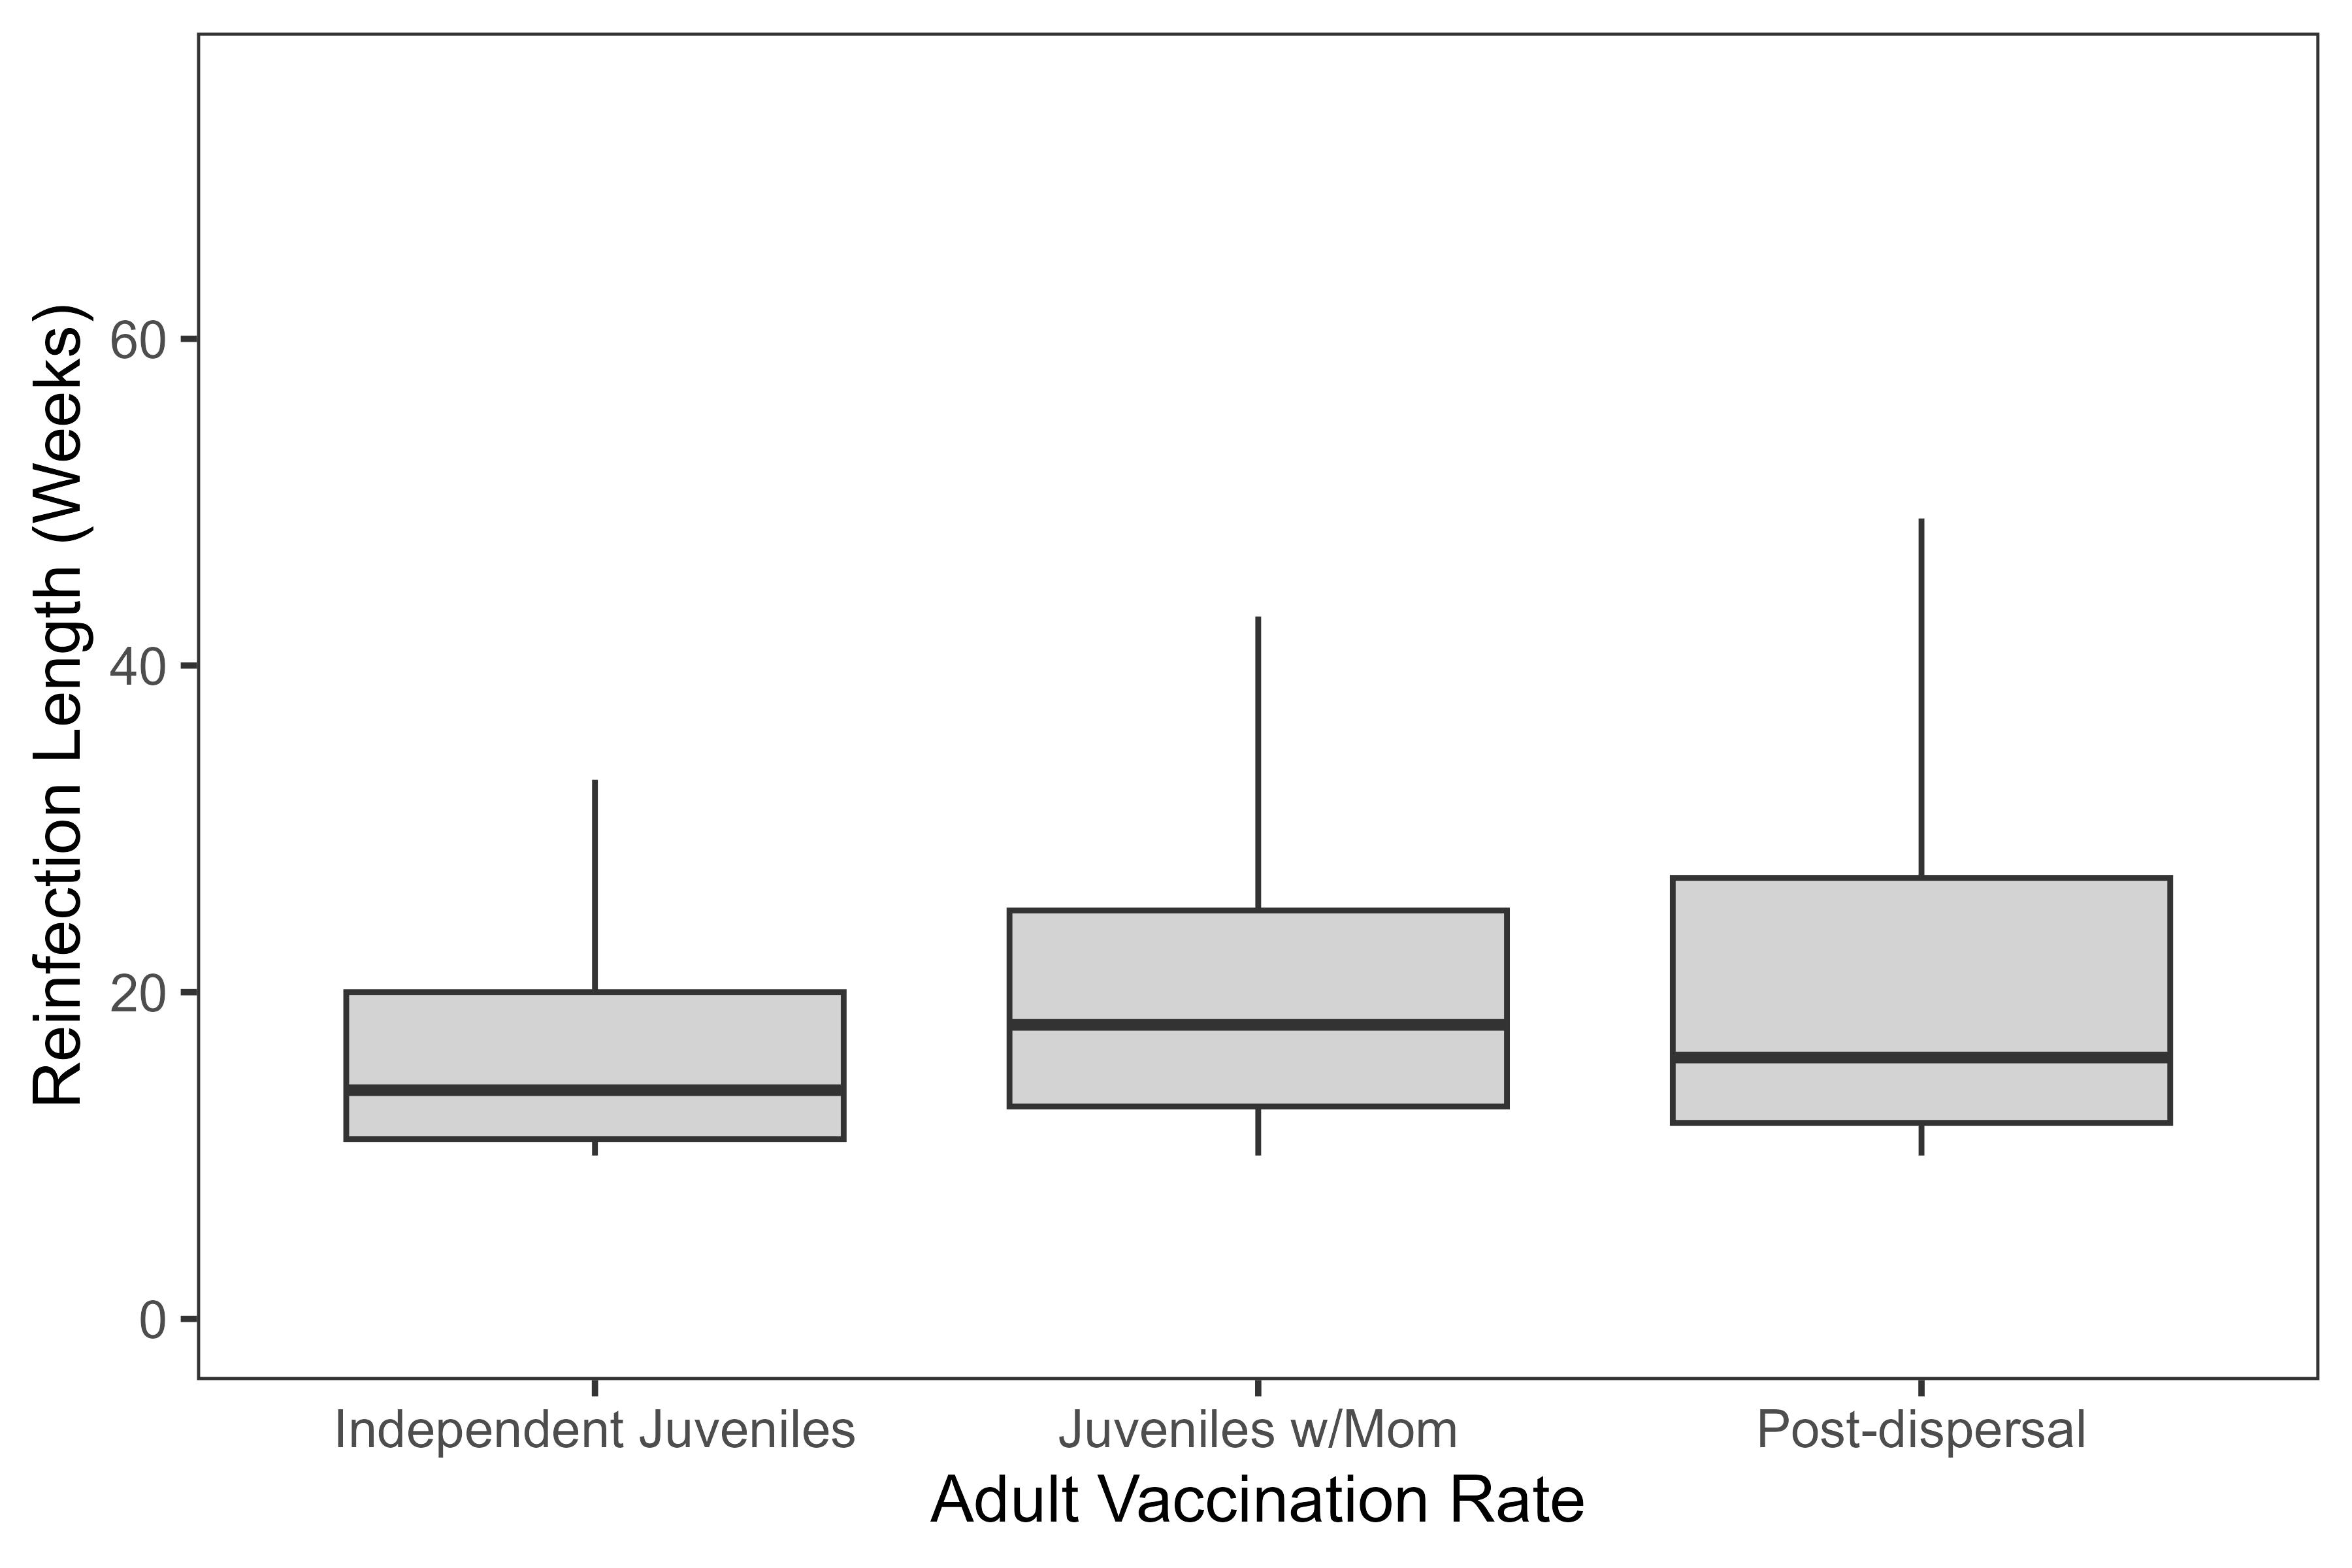 Reinfection Length (Weeks)
60
40
20
0
Independent Juveniles
Juveniles w/Mom
Post-dispersal
Adult Vaccination Rate